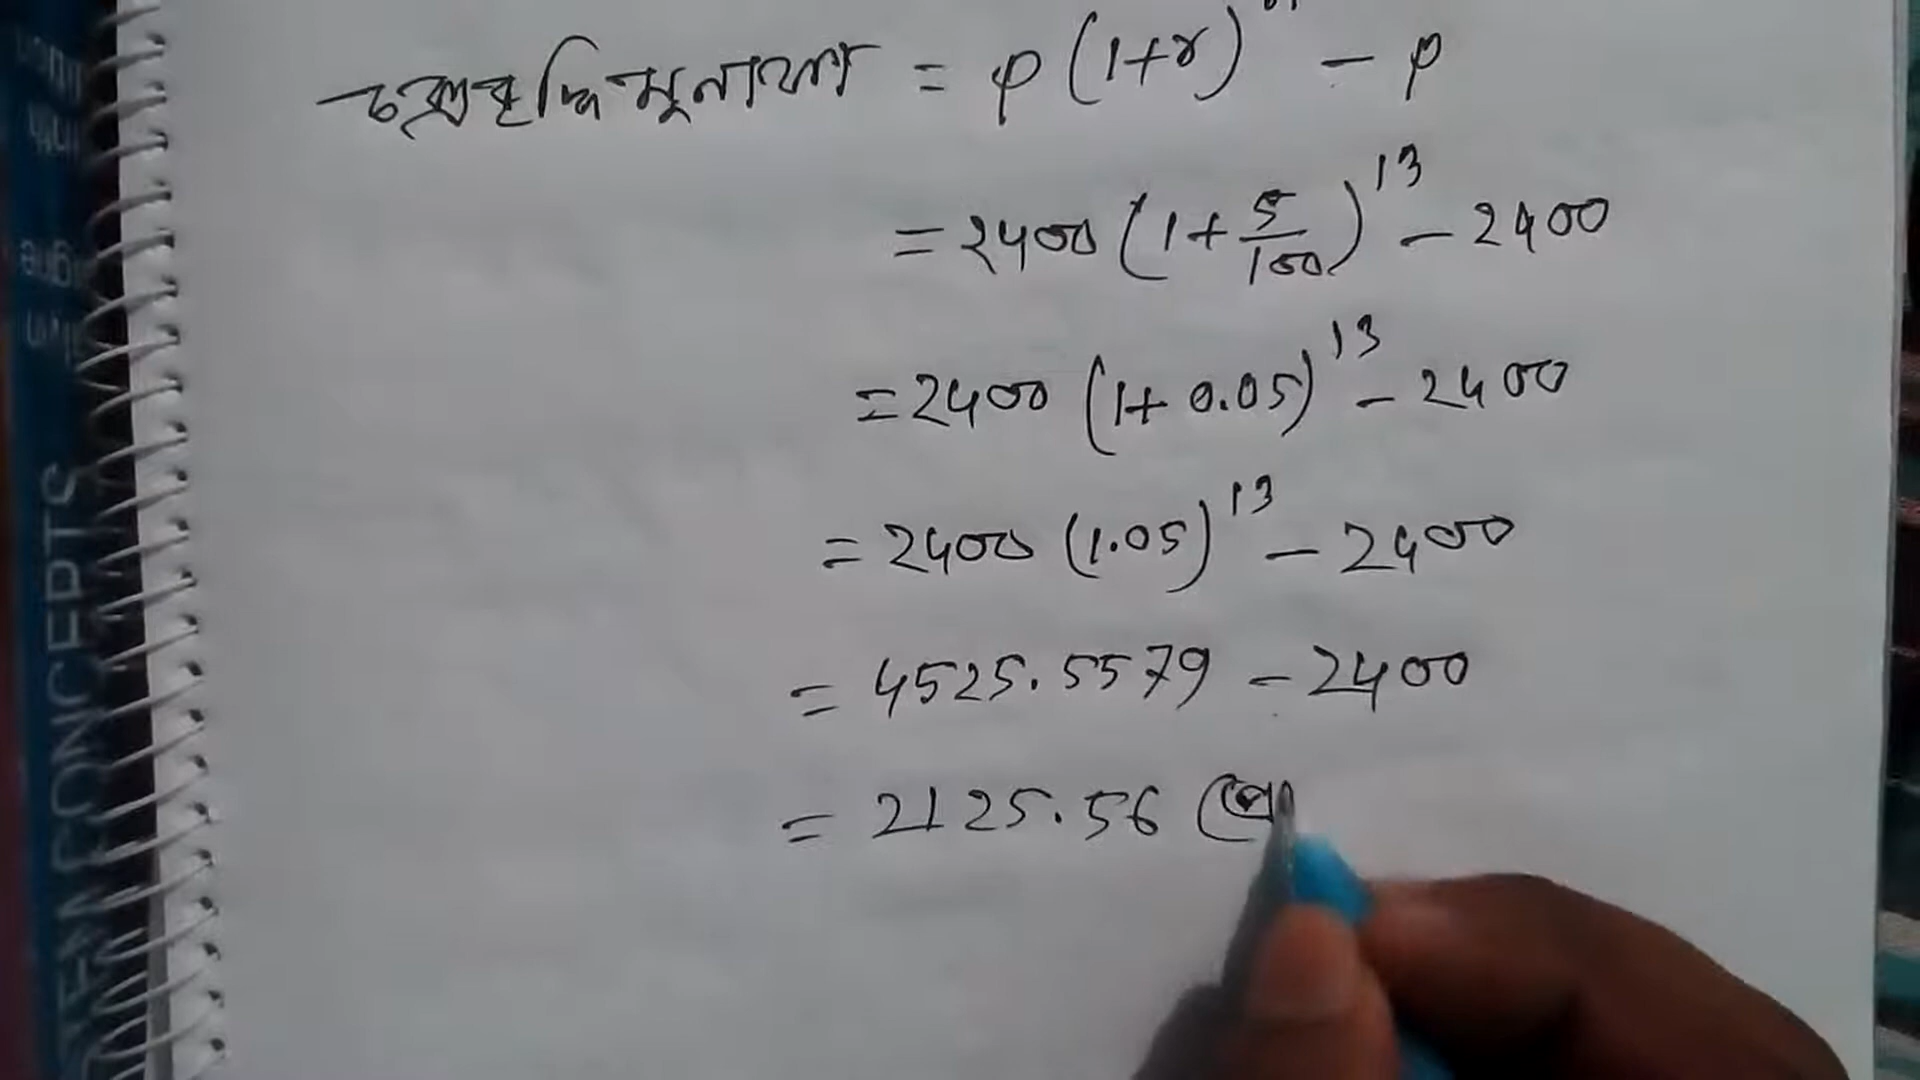 চক্রবৃদ্ধি মুনাফা = P(1+r) - P
= 2400 (1 + 5/100)^13 - 2400
= 2400 (1 + 0.05)^13 - 2400
= 2400 (1.05)^13 - 2400
= 4525.5579 - 2400
= 2125.56 (প্রা
CONCEPTS